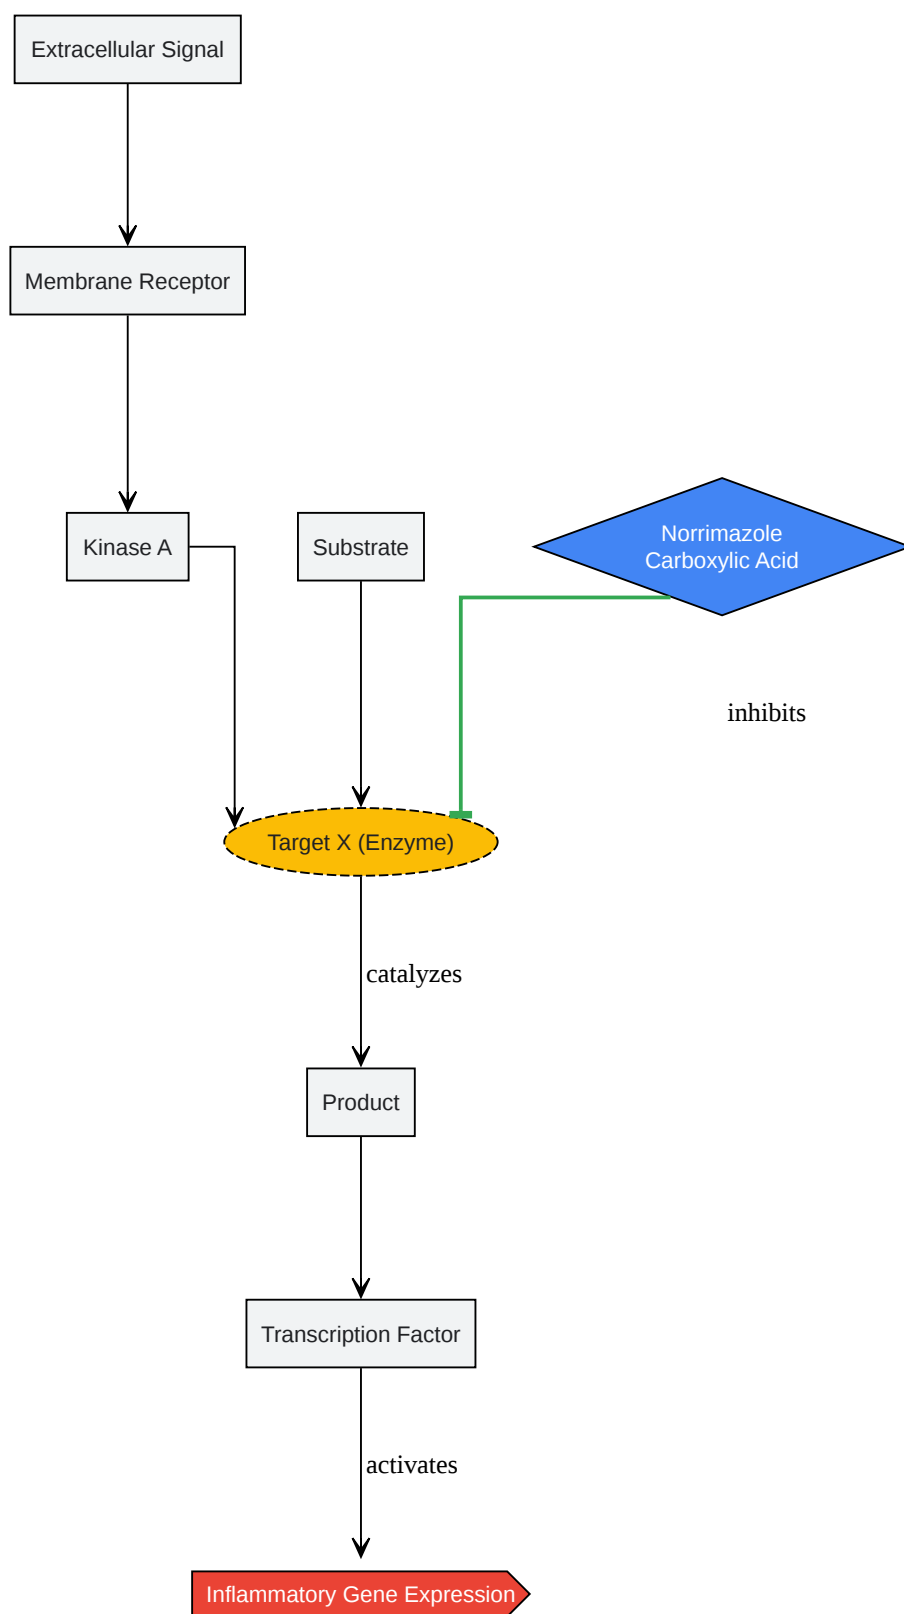 Extracellular Signal
Membrane Receptor
Kinase A
Substrate
Norrimazole
Carboxylic Acid
inhibits
Target X (Enzyme)
catalyzes
Product
Transcription Factor
activates
Inflammatory Gene Expression